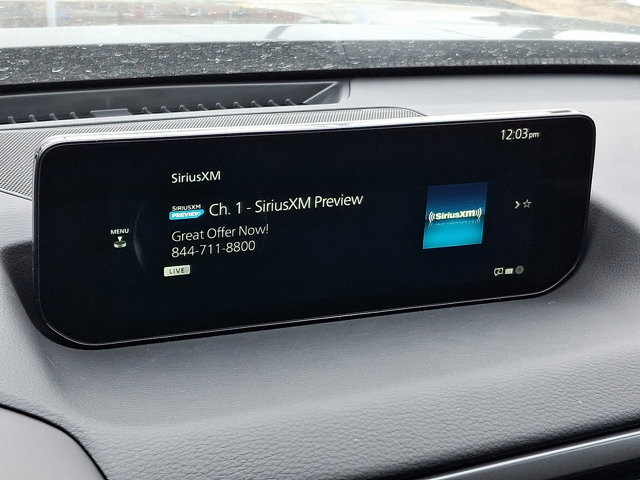 12:03pm
SiriusXM
SIRIUSXM
PREVIEW
Ch. 1 - SiriusXM Preview
MENU
Great Offer Now!
844-711-8800
LIVE
((SiriusXM))